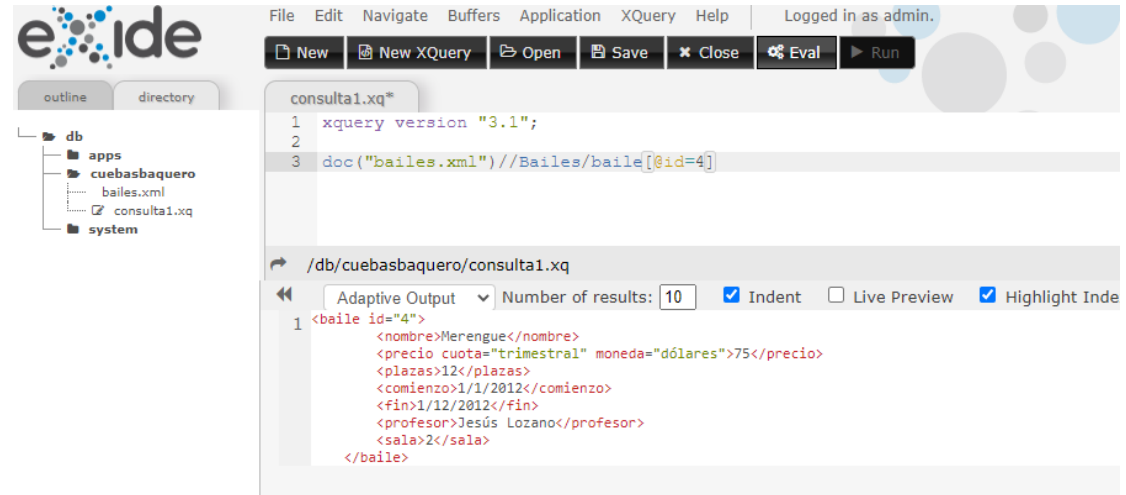 eXide
File Edit Navigate Buffers Application XQuery Help Logged in as admin.
New New XQuery Open Save Close Eval Run
outline directory
db
apps
cuebasbaquero
bailes.xml
consulta1.xq
system
consulta1.xq*
1 xquery version "3.1";
2
3 doc("bailes.xml")//Bailes/baile[@id=4]
/db/cuebasbaquero/consulta1.xq
Adaptive Output Number of results: 10 Indent Live Preview Highlight Inde
1 <baile id="4">
<nombre>Merengue</nombre>
<precio cuota="trimestral" moneda="dólares">75</precio>
<plazas>12</plazas>
<comienzo>1/1/2012</comienzo>
<fin>1/12/2012</fin>
<profesor>Jesús Lozano</profesor>
<sala>2</sala>
</baile>